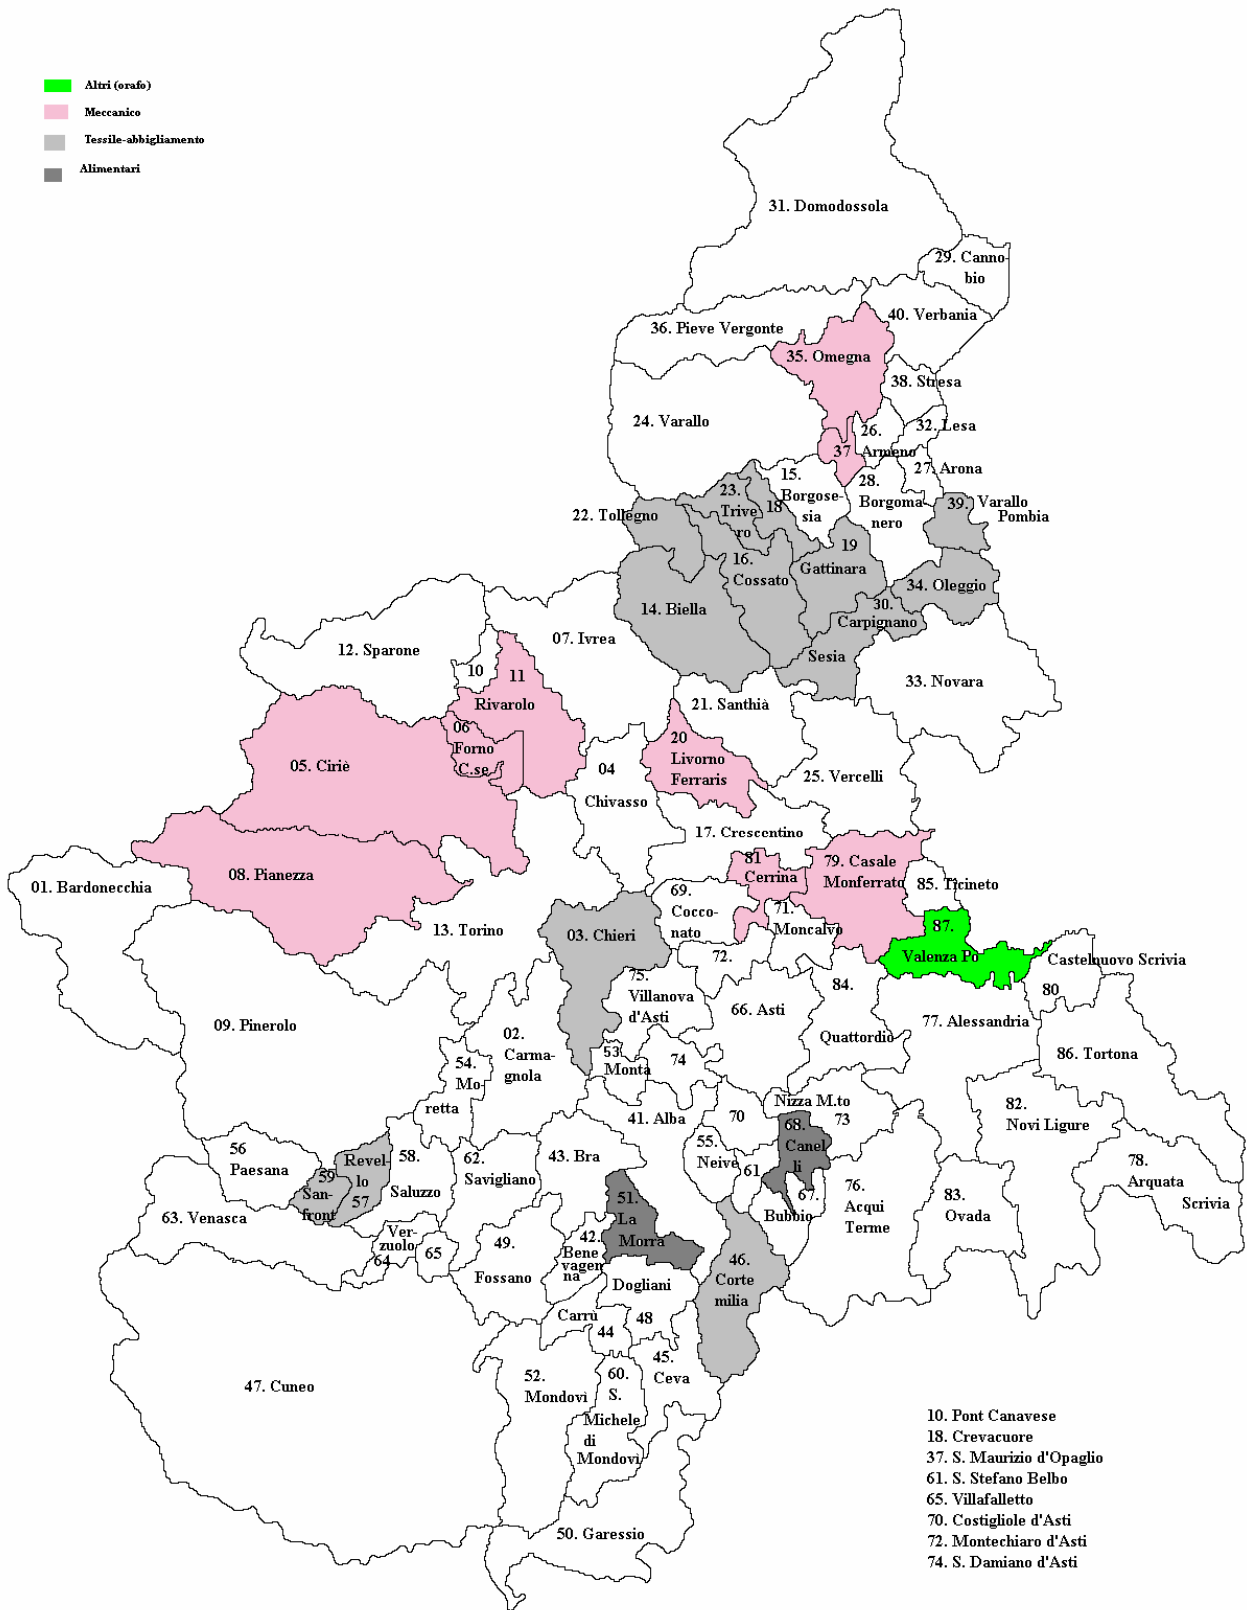 Altri (orafo)
Meccanico
Tessile-abbigliamento
Alimentari
31. Domodossola
29. Canno-
bio
40. Verbania
36. Pieve Vergonte
35. Omegna
38. Stresa
24. Varallo
32. Lesa
26.
Armeno
37
27. Arona
15.
Borgose-
sia
28.
Borgoma
nero
23.
Trive
ro
18
39. Varallo
Pombia
22. Tollegno
19
Gattinara
16.
Cossato
34. Oleggio
14. Biella
30.
Carpignano
Sesia
07. Ivrea
12. Sparone
10
11
Rivarolo
33. Novara
21. Santhià
06
Forno
C.se
20
Livorno
Ferraris
05. Ciriè
04
Chivasso
25. Vercelli
17. Crescentino
81
Cerrina
79. Casale
Monferrato
08. Pianezza
01. Bardonecchia
85. Ticineto
69.
Cocco-
nato
71.
Moncalvo
87.
Valenza Po
13. Torino
03. Chieri
72.
Castelnuovo Scrivia
80
75.
Villanova
d'Asti
84.
Quattordio
66. Asti
77. Alessandria
09. Pinerolo
02.
Carma-
gnola
53
Monta
74
86. Tortona
54.
Mo-
retta
Nizza M.to
73
41. Alba
70
82.
Novi Ligure
68.
Canel-
li
55.
Neive
56
Paesana
Revel-
lo
57
59
San-
front
58.
Saluzzo
62.
Savigliano
43. Bra
61
67.
Bubbio
76.
Acqui
Terme
83.
Ovada
78.
Arquata
Scrivia
63. Venasca
51.
La
Morra
Ver-
zuolo
64
65
49.
Fossano
42.
Bene
vagen
na
46.
Corte
milia
Dogliani
48
Carrù
44
45.
Ceva
47. Cuneo
52.
Mondovì
60.
S.
Michele
di
Mondovì
50. Garessio
10. Pont Canavese
18. Crevacuore
37. S. Maurizio d'Opaglio
61. S. Stefano Belbo
65. Villafalletto
70. Costigliole d'Asti
72. Montechiaro d'Asti
74. S. Damiano d'Asti